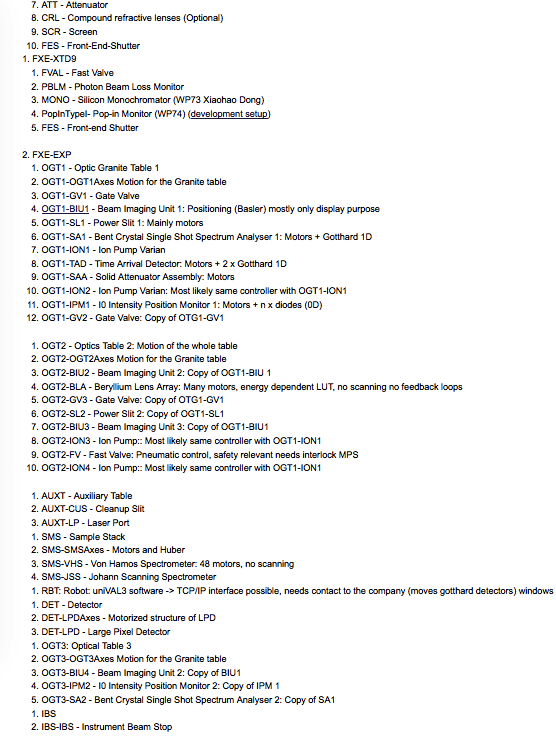 7. ATT - Attenuator
8. CRL - Compound refractive lenses (Optional)
9. SCR - Screen
10. FES - Front-End-Shutter
1. FXE-XTD9
1. FVAL - Fast Valve
2. PBLM - Photon Beam Loss Monitor
3. MONO - Silicon Monochromator (WP73 Xiaohao Dong)
4. PopInTypeI- Pop-in Monitor (WP74) (development setup)
5. FES - Front-end Shutter
2. FXE-EXP
1. OGT1 - Optic Granite Table 1
2. OGT1-OGT1Axes Motion for the Granite table
3. OGT1-GV1 - Gate Valve
4. OGT1-BIU1 - Beam Imaging Unit 1: Positioning (Basler) mostly only display purpose
5. OGT1-SL1 - Power Slit 1: Mainly motors
6. OGT1-SA1 - Bent Crystal Single Shot Spectrum Analyser 1: Motors + Gotthard 1D
7. OGT1-ION1 - Ion Pump Varian
8. OGT1-TAD - Time Arrival Detector: Motors + 2 x Gotthard 1D
9. OGT1-SAA - Solid Attenuator Assembly: Motors
10. OGT1-ION2 - Ion Pump Varian: Most likely same controller with OGT1-ION1
11. OGT1-IPM1 - I0 Intensity Position Monitor 1: Motors + n x diodes (0D)
12. OGT1-GV2 - Gate Valve: Copy of OTG1-GV1
1. OGT2 - Optics Table 2: Motion of the whole table
2. OGT2-OGT2Axes Motion for the Granite table
3. OGT2-BIU2 - Beam Imaging Unit 2: Copy of OGT1-BIU 1
4. OGT2-BLA - Beryllium Lens Array: Many motors, energy dependent LUT, no scanning no feedback loops
5. OGT2-GV3 - Gate Valve: Copy of OTG1-GV1
6. OGT2-SL2 - Power Slit 2: Copy of OGT1-SL1
7. OGT2-BIU3 - Beam Imaging Unit 3: Copy of OGT1-BIU1
8. OGT2-ION3 - Ion Pump:: Most likely same controller with OGT1-ION1
9. OGT2-FV - Fast Valve: Pneumatic control, safety relevant needs interlock MPS
10. OGT2-ION4 - Ion Pump:: Most likely same controller with OGT1-ION1
1. AUXT - Auxiliary Table
2. AUXT-CUS - Cleanup Slit
3. AUXT-LP - Laser Port
1. SMS - Sample Stack
2. SMS-SMSAxes - Motors and Huber
3. SMS-VHS - Von Hamos Spectrometer: 48 motors, no scanning
4. SMS-JSS - Johann Scanning Spectrometer
1. RBT: Robot: uniVAL3 software -> TCP/IP interface possible, needs contact to the company (moves gotthard detectors) windows
1. DET - Detector
2. DET-LPDAxes - Motorized structure of LPD
3. DET-LPD - Large Pixel Detector
1. OGT3: Optical Table 3
2. OGT3-OGT3Axes Motion for the Granite table
3. OGT3-BIU4 - Beam Imaging Unit 2: Copy of BIU1
4. OGT3-IPM2 - I0 Intensity Position Monitor 2: Copy of IPM 1
5. OGT3-SA2 - Bent Crystal Single Shot Spectrum Analyser 2: Copy of SA1
1. IBS
2. IBS-IBS - Instrument Beam Stop